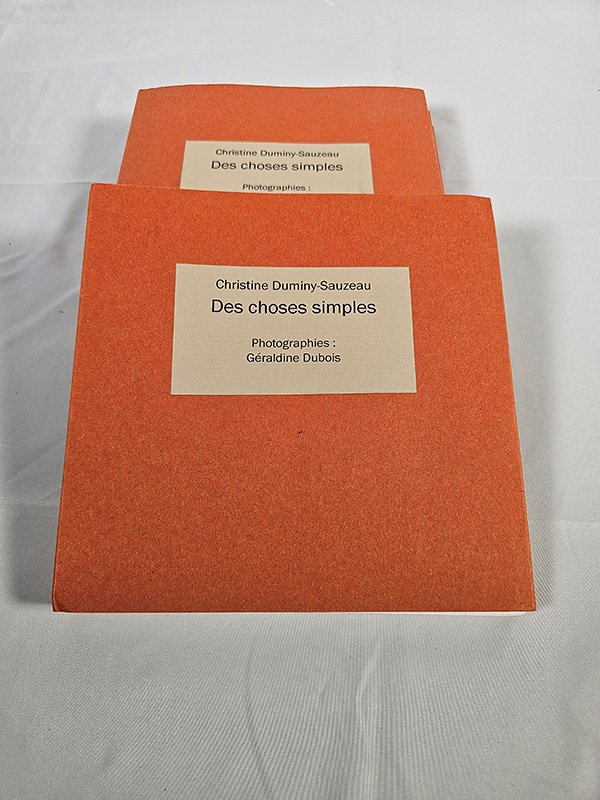 Christine Duminy-Sauzeau
Des choses simples
Photographies :
Christine Duminy-Sauzeau
Des choses simples
Photographies :
Géraldine Dubois